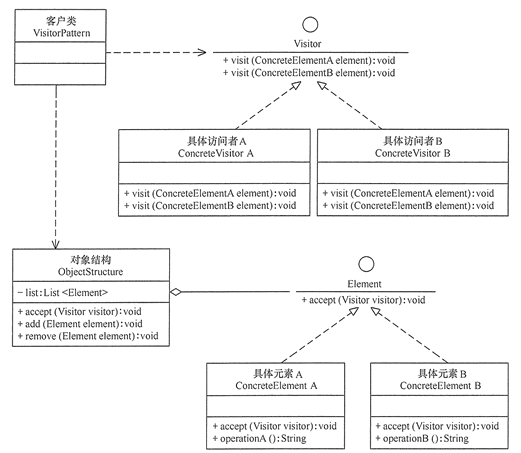 客户类
VisitorPattern
Visitor
+ visit (ConcreteElementA element): void
+ visit (ConcreteElementB element): void
具体访问者 A
ConcreteVisitor A
+ visit (ConcreteElementA element): void
+ visit (ConcreteElementB element): void
具体访问者 B
ConcreteVisitor B
+ visit (ConcreteElementA element): void
+ visit (ConcreteElementB element): void
对象结构
ObjectStructure
– list: List <Element>
+ accept (Visitor visitor): void
+ add (Element element): void
+ remove (Element element): void
Element
+ accept (Visitor visitor): void
具体元素 A
ConcreteElement A
+ accept (Visitor visitor): void
+ operationA (): String
具体元素 B
ConcreteElement B
+ accept (Visitor visitor): void
+ operationB (): String